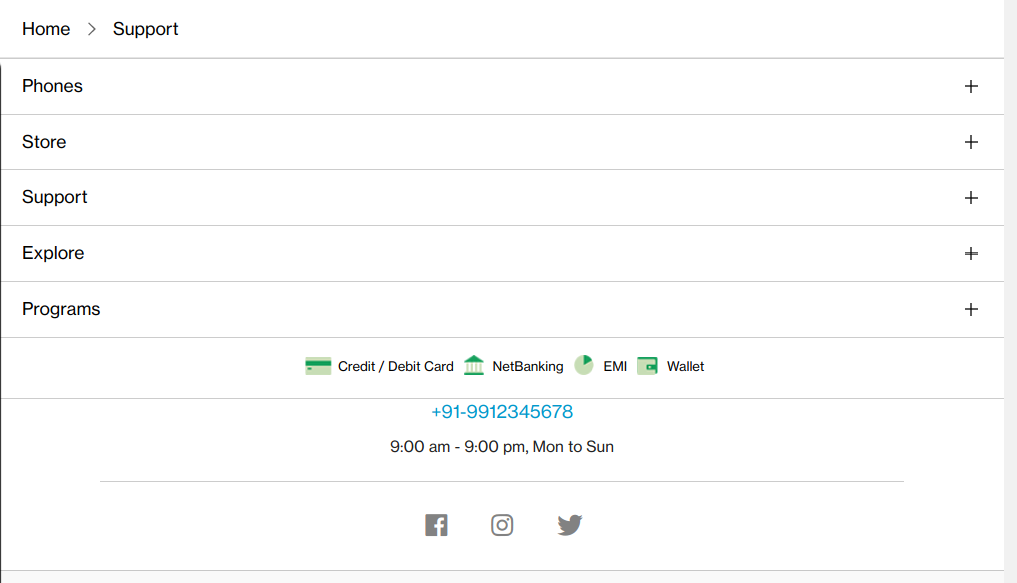 Home > Support
Phones
Store
Support
Explore
Programs
Credit / Debit Card NetBanking EMI Wallet
+91-9912345678
9:00 am - 9:00 pm, Mon to Sun